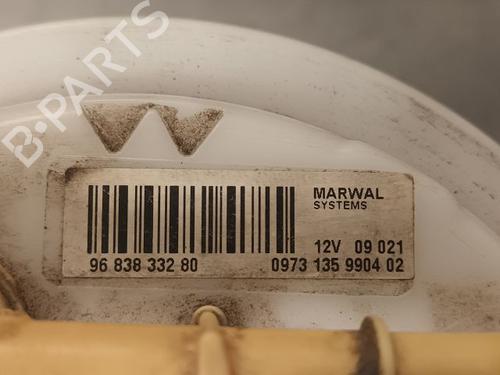 B-PARTS
MARWAL
SYSTEMS
12V 09 021
96 838 332 80 0973 135 9904 02